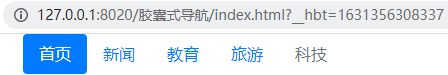 127.0.0.1:8020/胶囊式导航/index.html?__hbt=1631356308337
首页 新闻 教育 旅游 科技